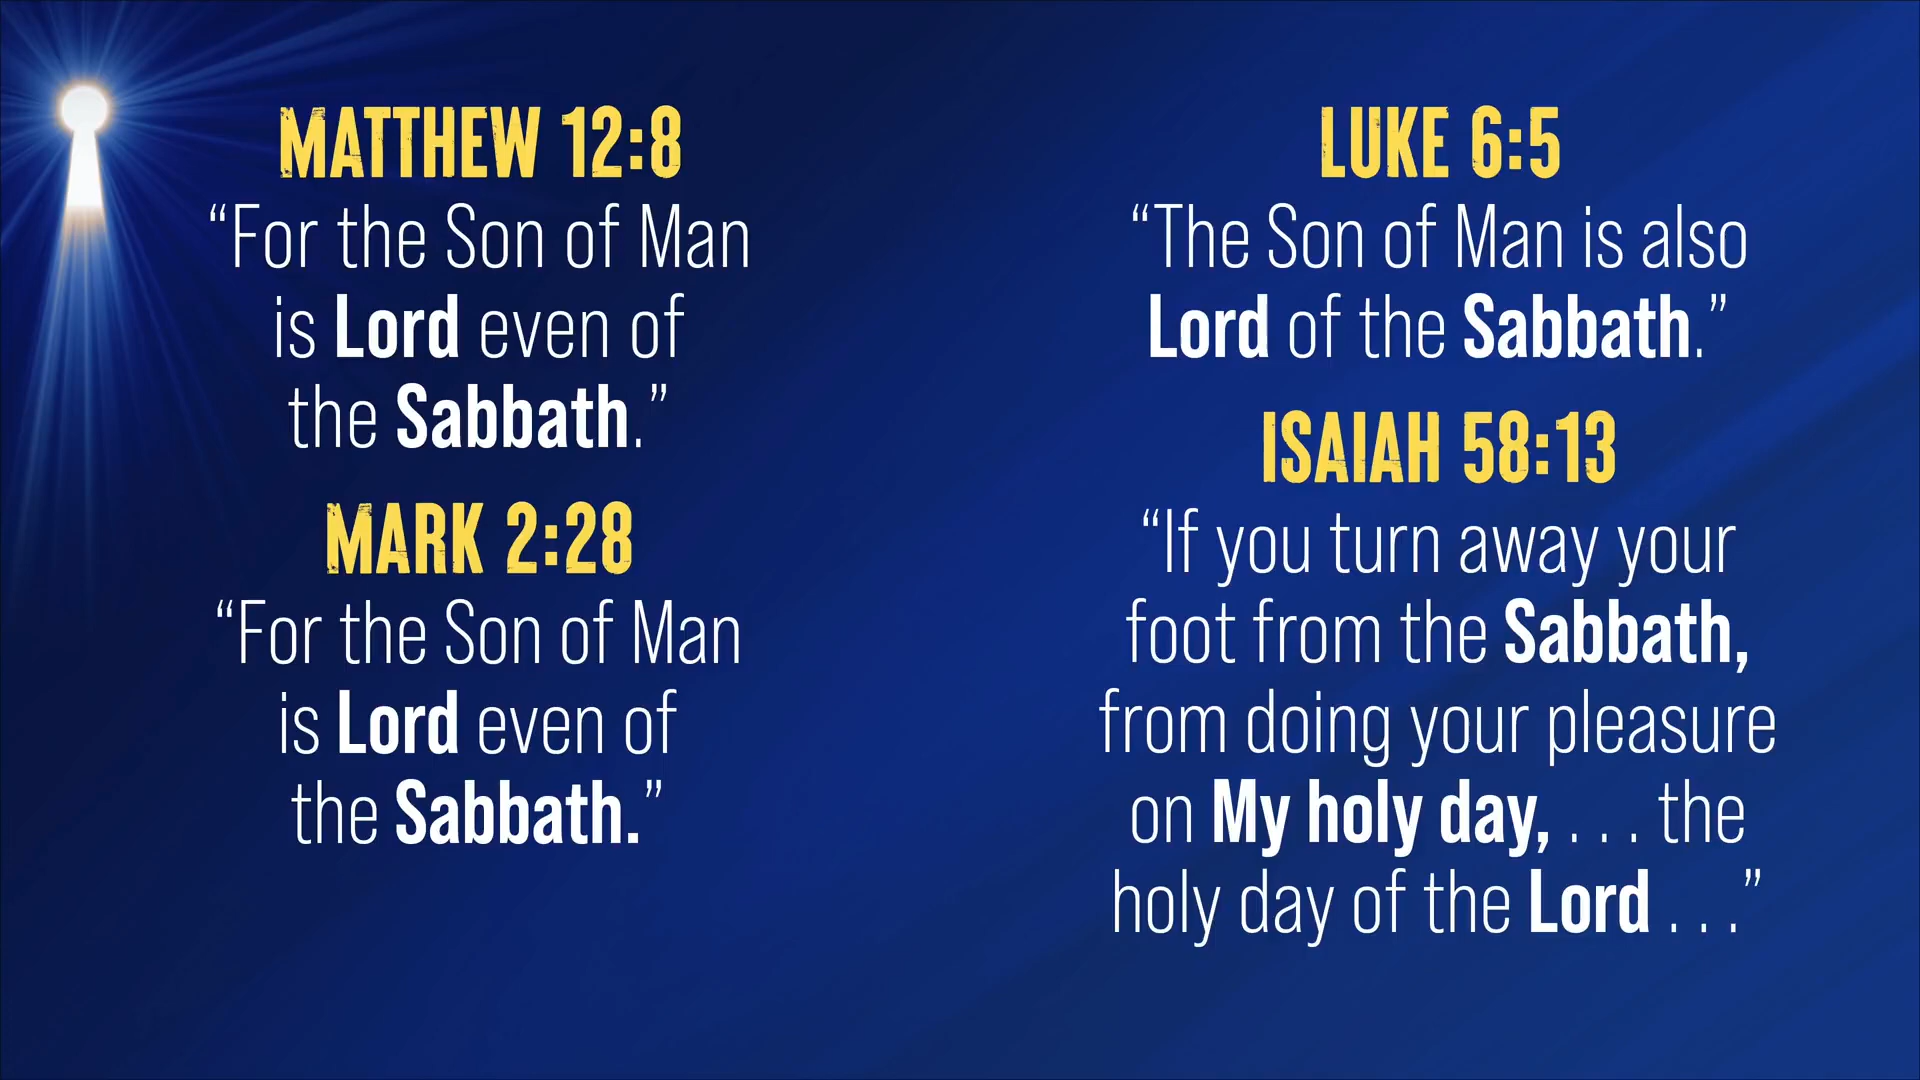 MATTHEW 12:8
“For the Son of Man
is Lord even of
the Sabbath.”
MARK 2:28
“For the Son of Man
is Lord even of
the Sabbath.”
LUKE 6:5
“The Son of Man is also
Lord of the Sabbath.”
ISAIAH 58:13
“If you turn away your
foot from the Sabbath,
from doing your pleasure
on My holy day, . . . the
holy day of the Lord . . .”